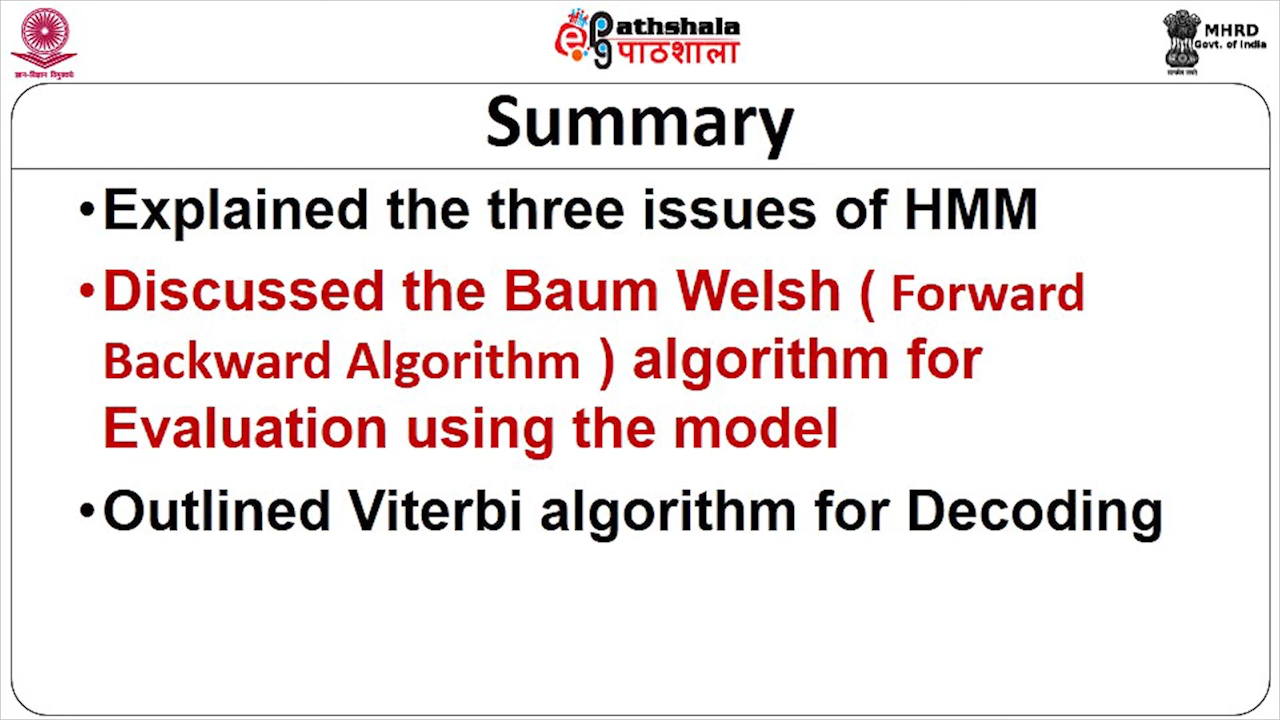 ePathshala
पाठशाला
MHRD
Govt. of India
Summary
•Explained the three issues of HMM
•Discussed the Baum Welsh ( Forward
Backward Algorithm ) algorithm for
Evaluation using the model
•Outlined Viterbi algorithm for Decoding